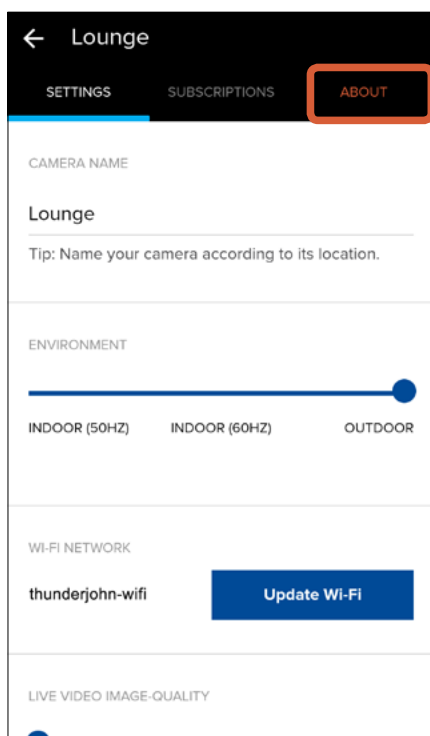 Lounge
SETTINGS SUBSCRIPTIONS ABOUT
CAMERA NAME
Lounge
Tip: Name your camera according to its location.
ENVIRONMENT
INDOOR (50HZ) INDOOR (60HZ) OUTDOOR
WI-FI NETWORK
thunderjohn-wifi Update Wi-Fi
LIVE VIDEO IMAGE-QUALITY